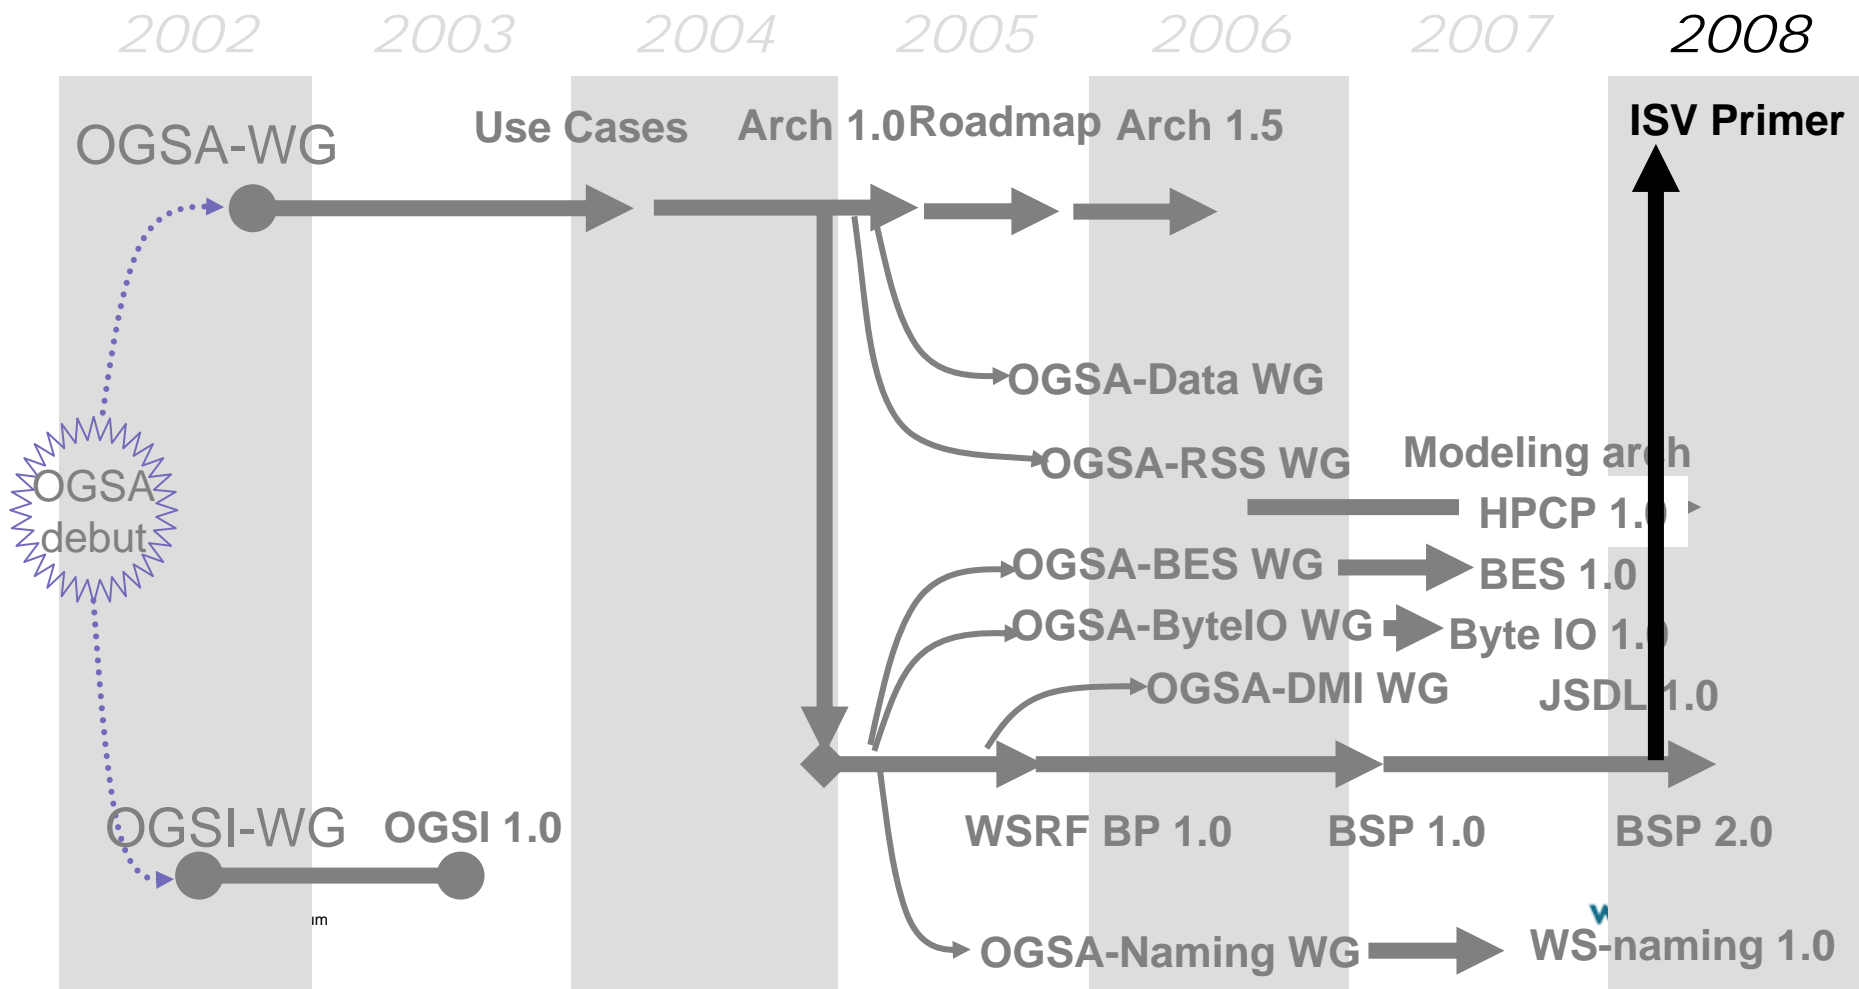 2002 2003 2004 2005 2006 2007 2008
OGSA-WG
Use Cases
Arch 1.0
Roadmap
Arch 1.5
ISV Primer
OGSA-Data WG
OGSA-RSS WG
Modeling arch
HPCP 1.0
OGSA
debut
OGSA-BES WG
BES 1.0
OGSA-ByteIO WG
Byte IO 1.0
OGSA-DMI WG
JSDL 1.0
OGSI-WG
OGSI 1.0
WSRF BP 1.0
BSP 1.0
BSP 2.0
OGSA-Naming WG
WS-naming 1.0